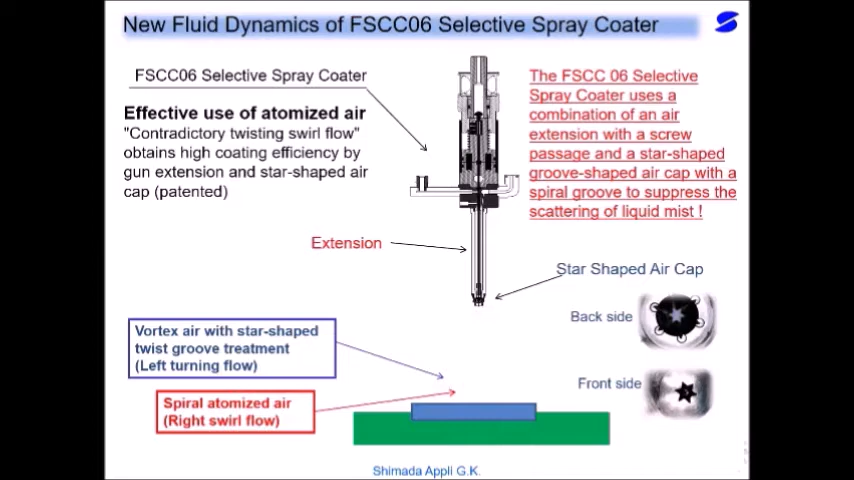 New Fluid Dynamics of FSCC06 Selective Spray Coater
FSCC06 Selective Spray Coater
Effective use of atomized air
"Contradictory twisting swirl flow"
obtains high coating efficiency by
gun extension and star-shaped air
cap (patented)
The FSCC 06 Selective
Spray Coater uses a
combination of an air
extension with a screw
passage and a star-shaped
groove-shaped air cap with a
spiral groove to suppress the
scattering of liquid mist !
Extension
Star Shaped Air Cap
Back side
Front side
Vortex air with star-shaped
twist groove treatment
(Left turning flow)
Spiral atomized air
(Right swirl flow)
Shimada Appli G.K.